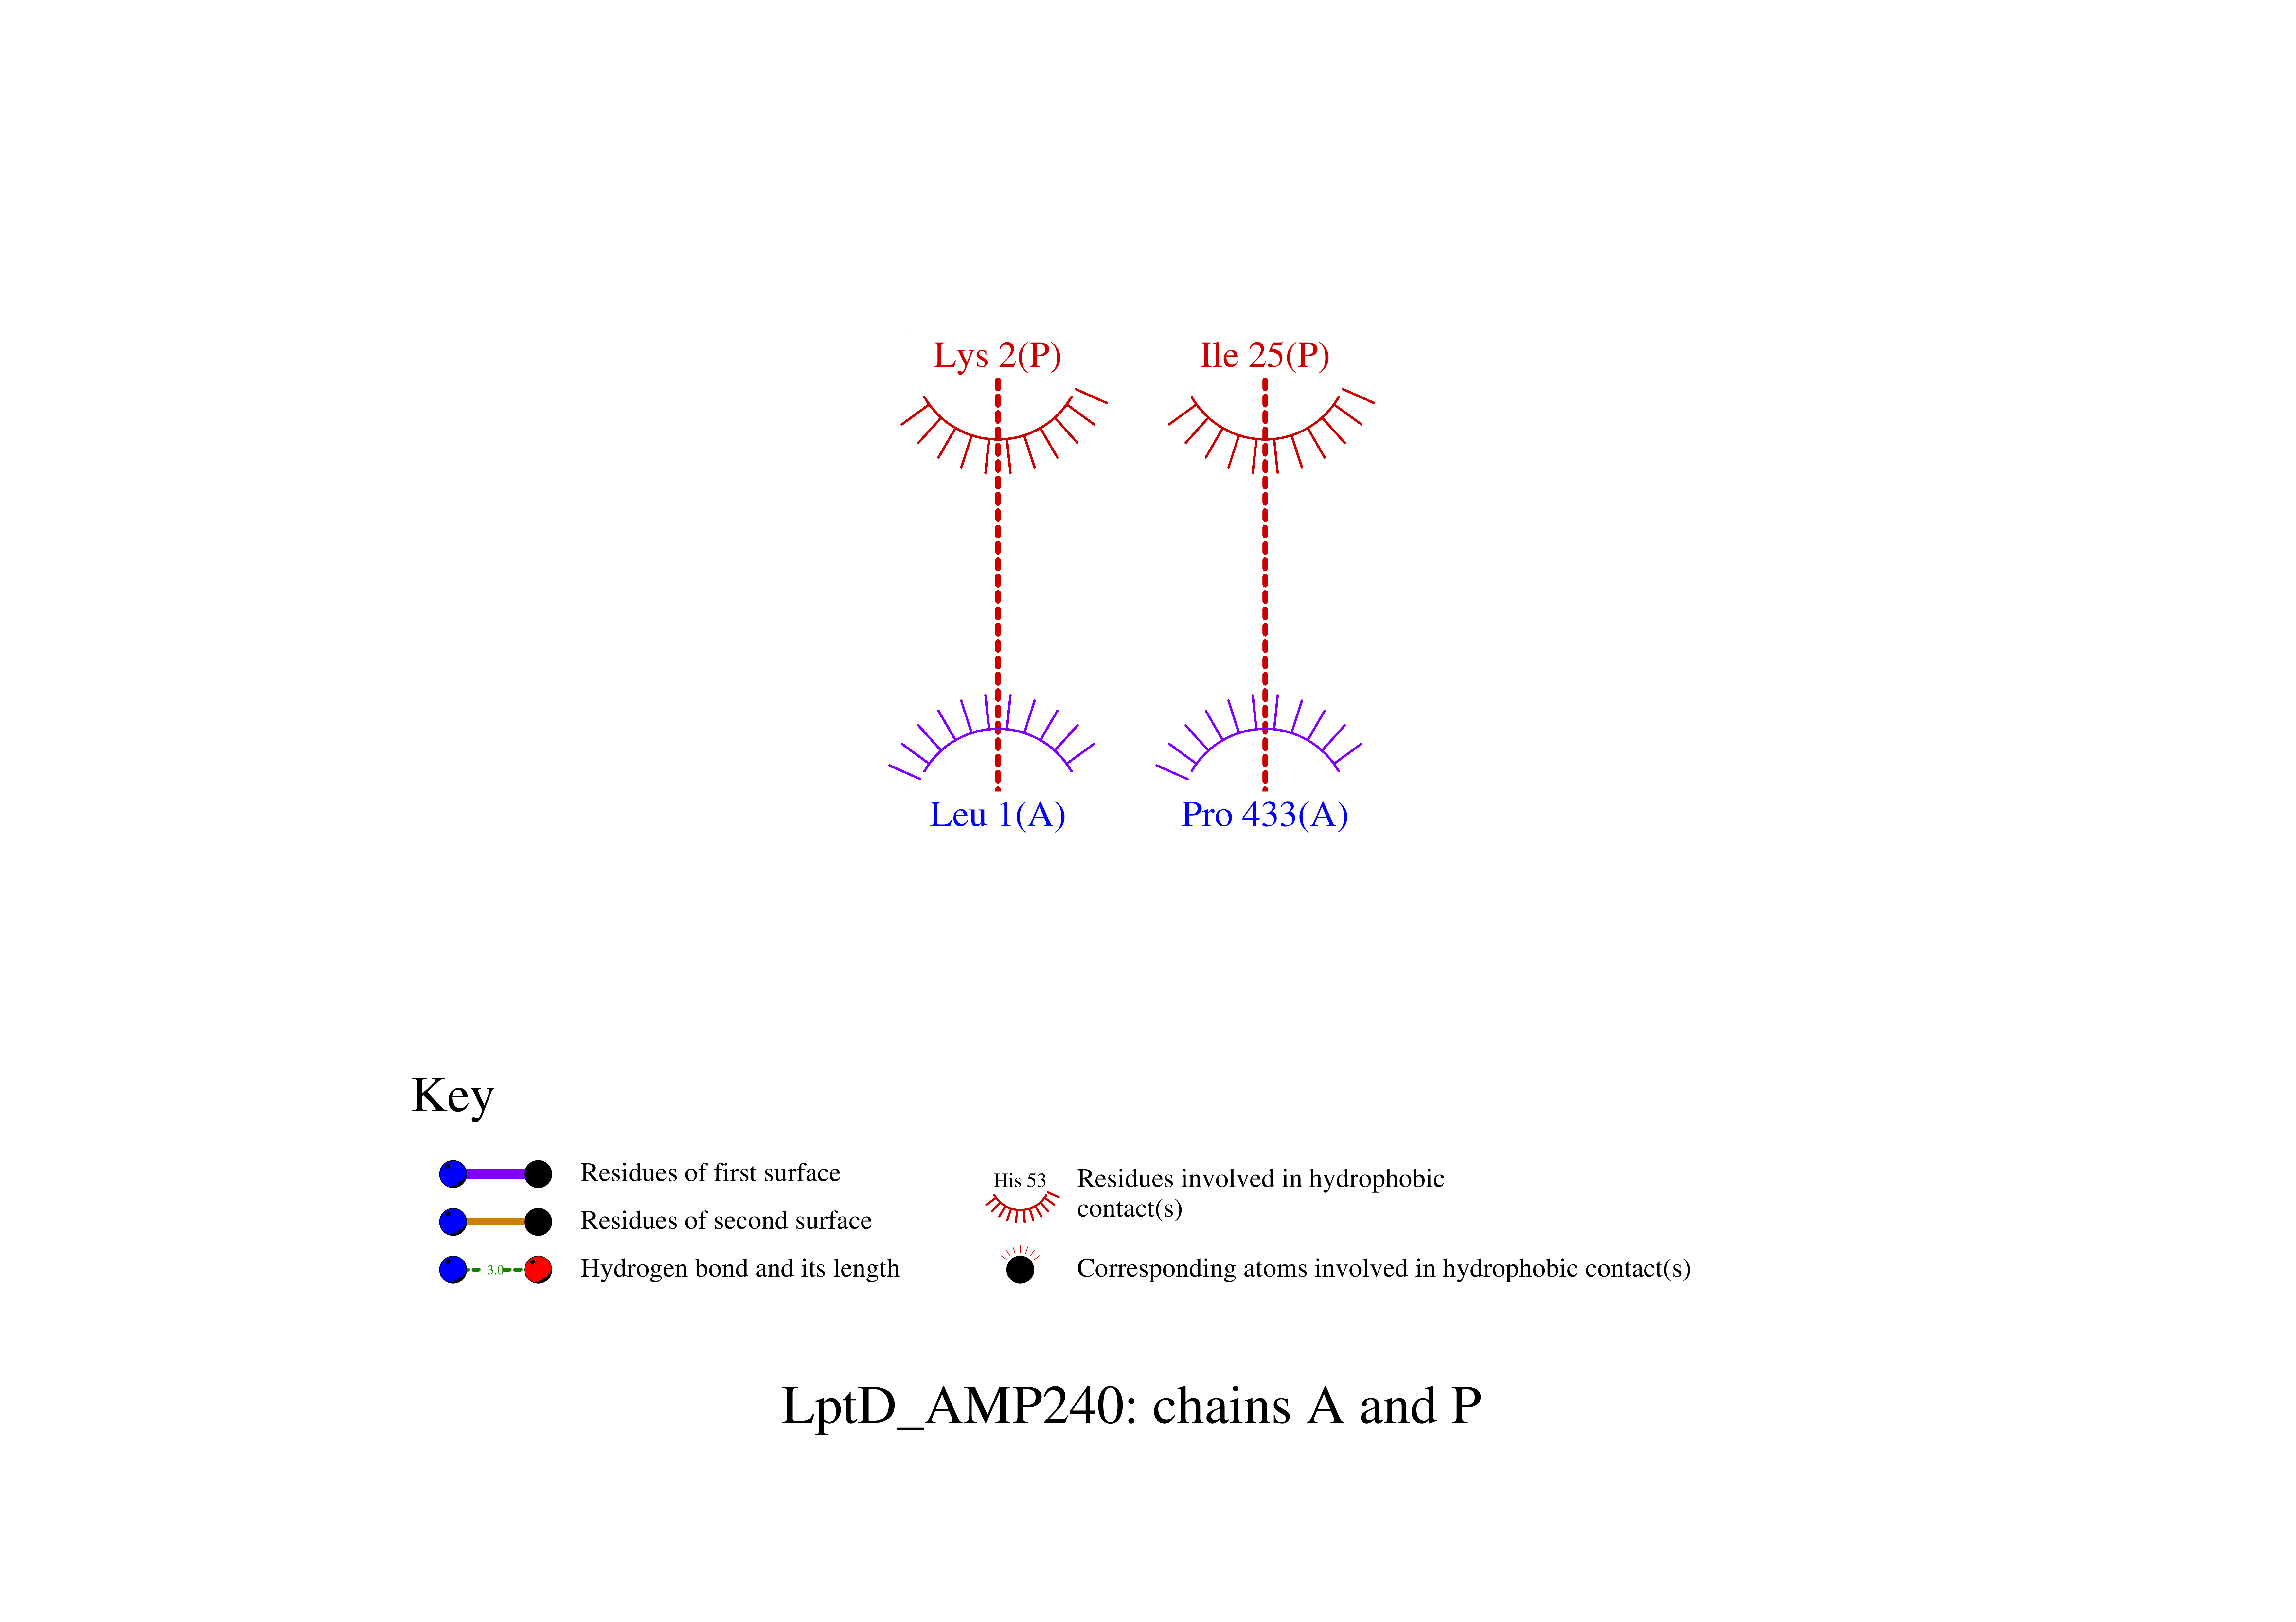 Lys 2(P) Ile 25(P)
Leu 1(A) Pro 433(A)
Key
Residues of first surface
Residues of second surface
3.0 Hydrogen bond and its length
His 53 Residues involved in hydrophobic
contact(s)
Corresponding atoms involved in hydrophobic contact(s)
LptD_AMP240: chains A and P